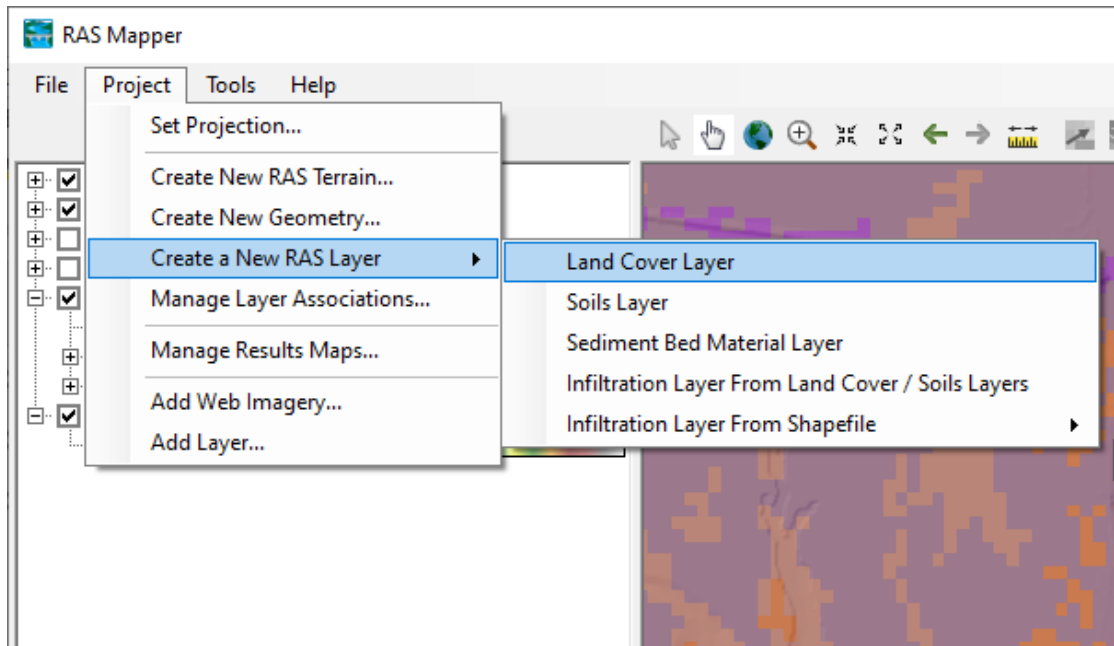 RAS Mapper
File Project Tools Help
Set Projection...
Create New RAS Terrain...
Create New Geometry...
Create a New RAS Layer
Manage Layer Associations...
Manage Results Maps...
Add Web Imagery...
Add Layer...
Land Cover Layer
Soils Layer
Sediment Bed Material Layer
Infiltration Layer From Land Cover / Soils Layers
Infiltration Layer From Shapefile